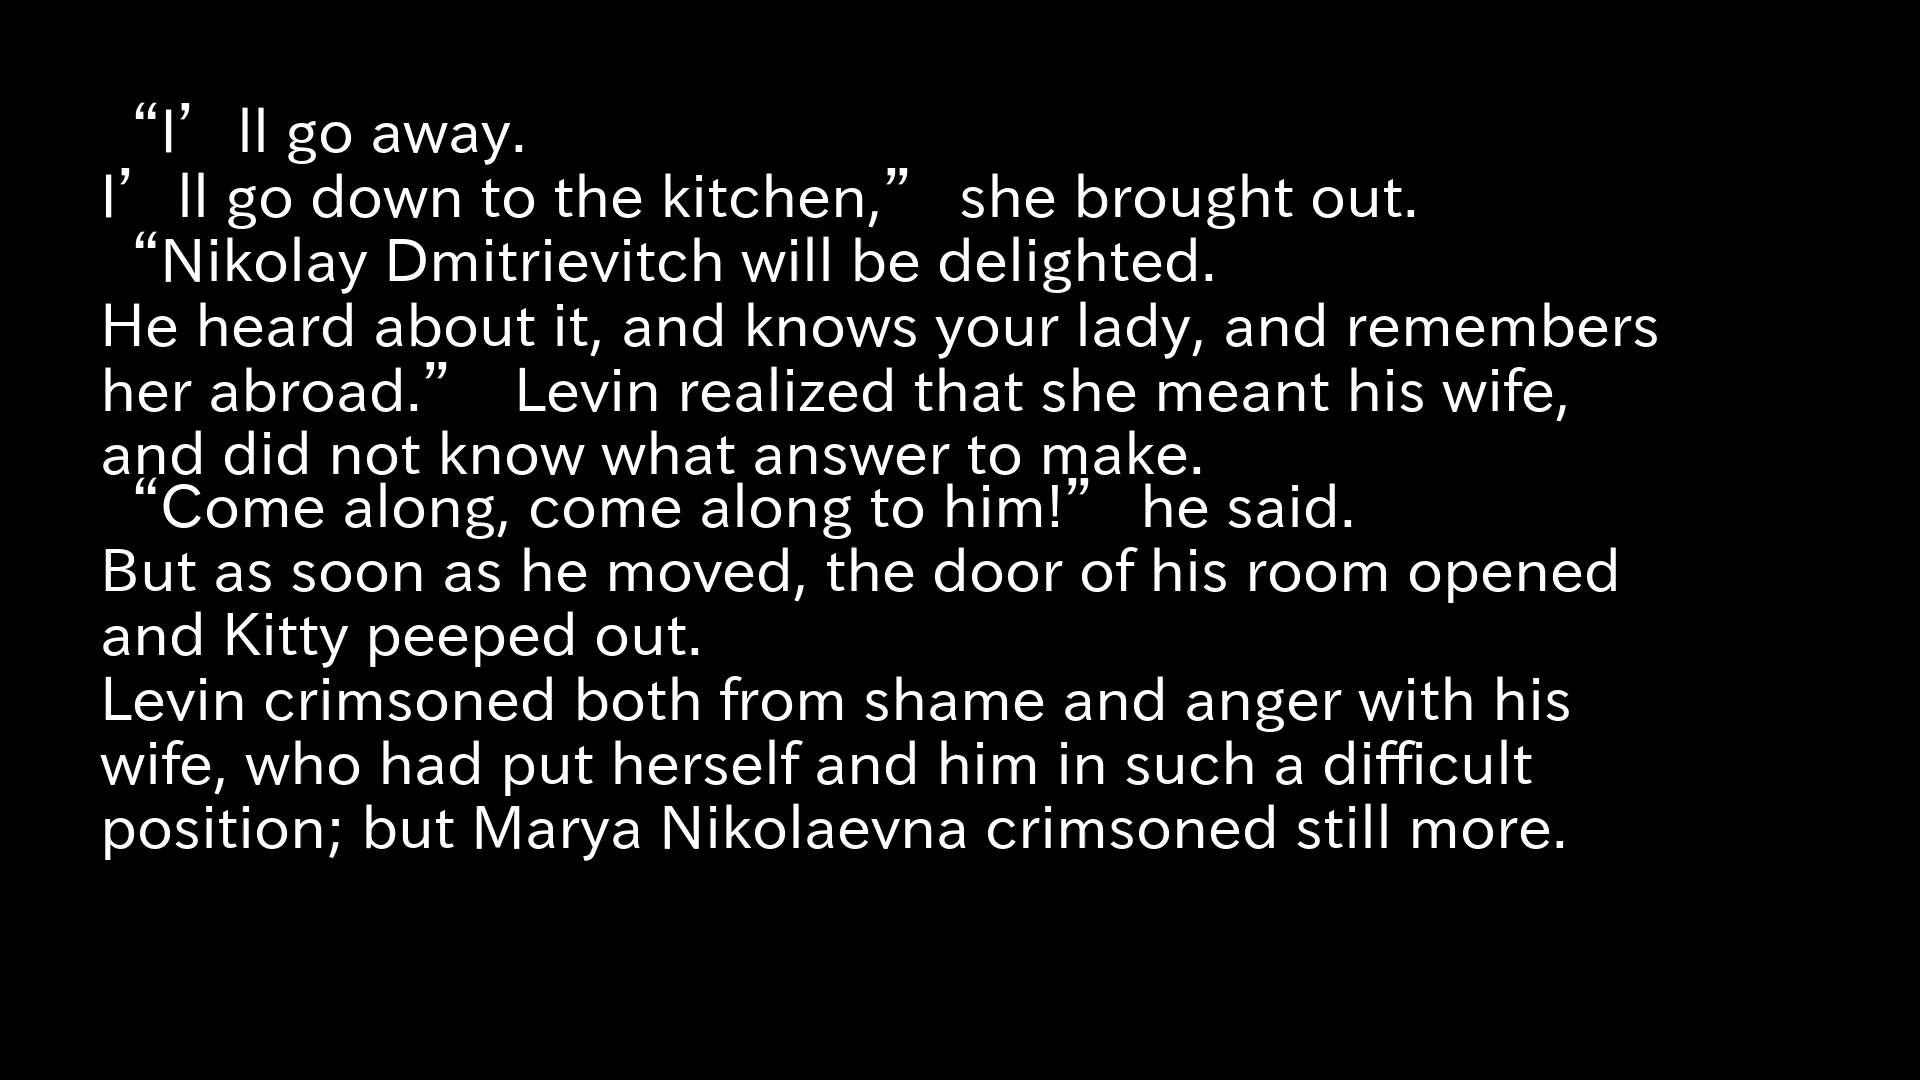 “I’ll go away.
I’ll go down to the kitchen,” she brought out.
“Nikolay Dmitrievitch will be delighted.
He heard about it, and knows your lady, and remembers
her abroad.” Levin realized that she meant his wife,
and did not know what answer to make.
“Come along, come along to him!” he said.
But as soon as he moved, the door of his room opened
and Kitty peeped out.
Levin crimsoned both from shame and anger with his
wife, who had put herself and him in such a difficult
position; but Marya Nikolaevna crimsoned still more.